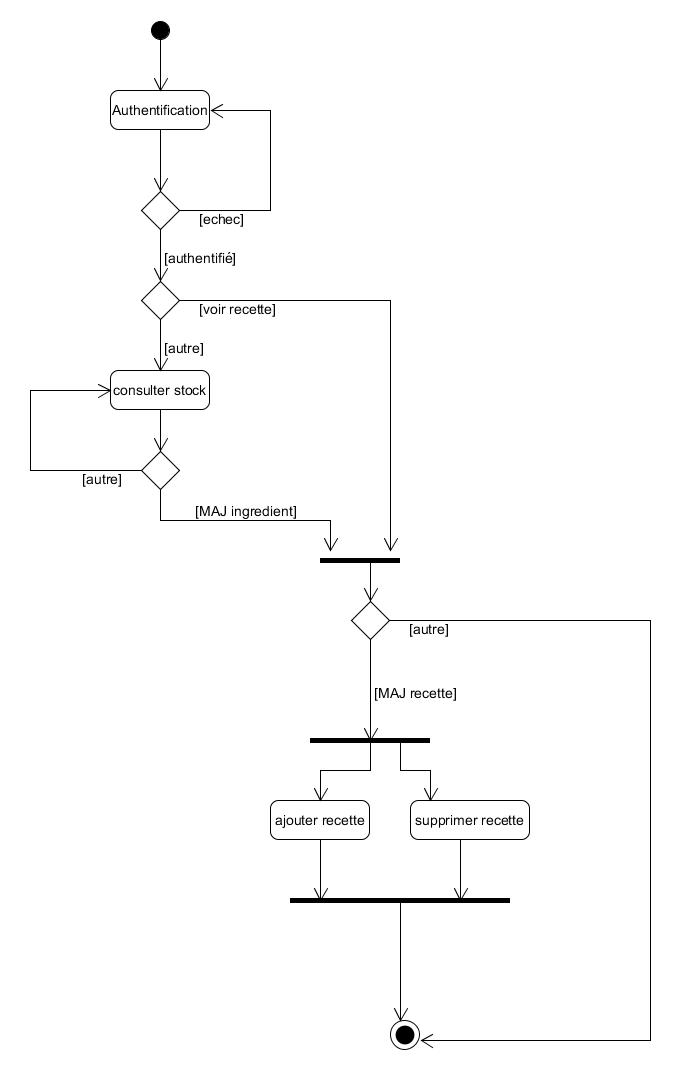 Authentification
[echec]
[authentifié]
[voir recette]
[autre]
consulter stock
[autre]
[MAJ ingredient]
[autre]
[MAJ recette]
ajouter recette
supprimer recette